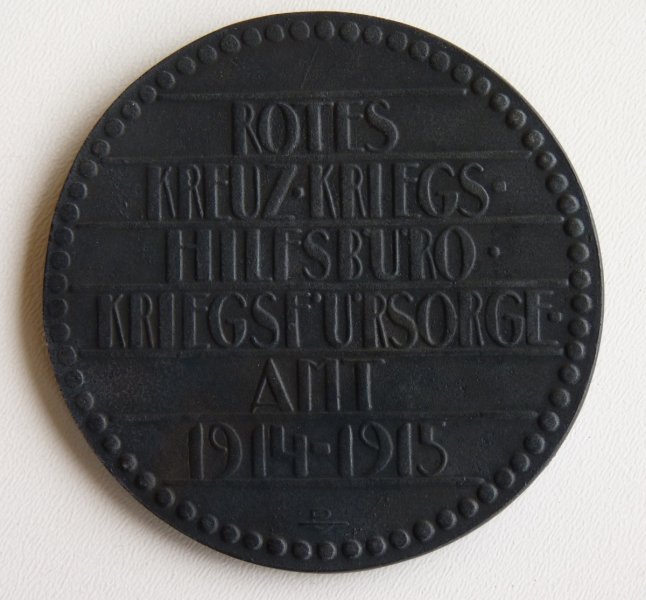 ROTES
KREUZ·KRIEGS·
HILFSBÜRO·
KRIEGSFÜRSORGE
AMT
1914-1915